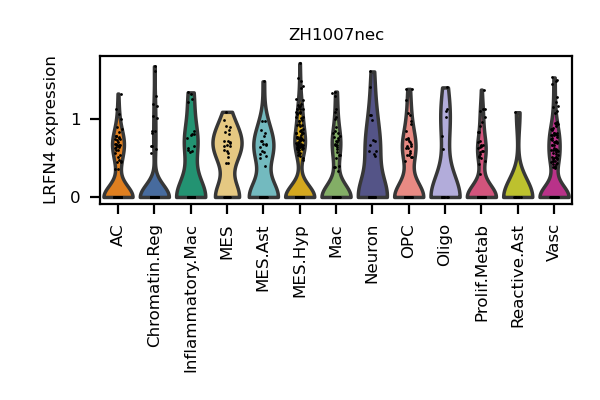 ZH1007nec
LRFN4 expression
1
0
AC
Chromatin.Reg
Inflammatory.Mac
MES
MES.Ast
MES.Hyp
Mac
Neuron
OPC
Oligo
Prolif.Metab
Reactive.Ast
Vasc